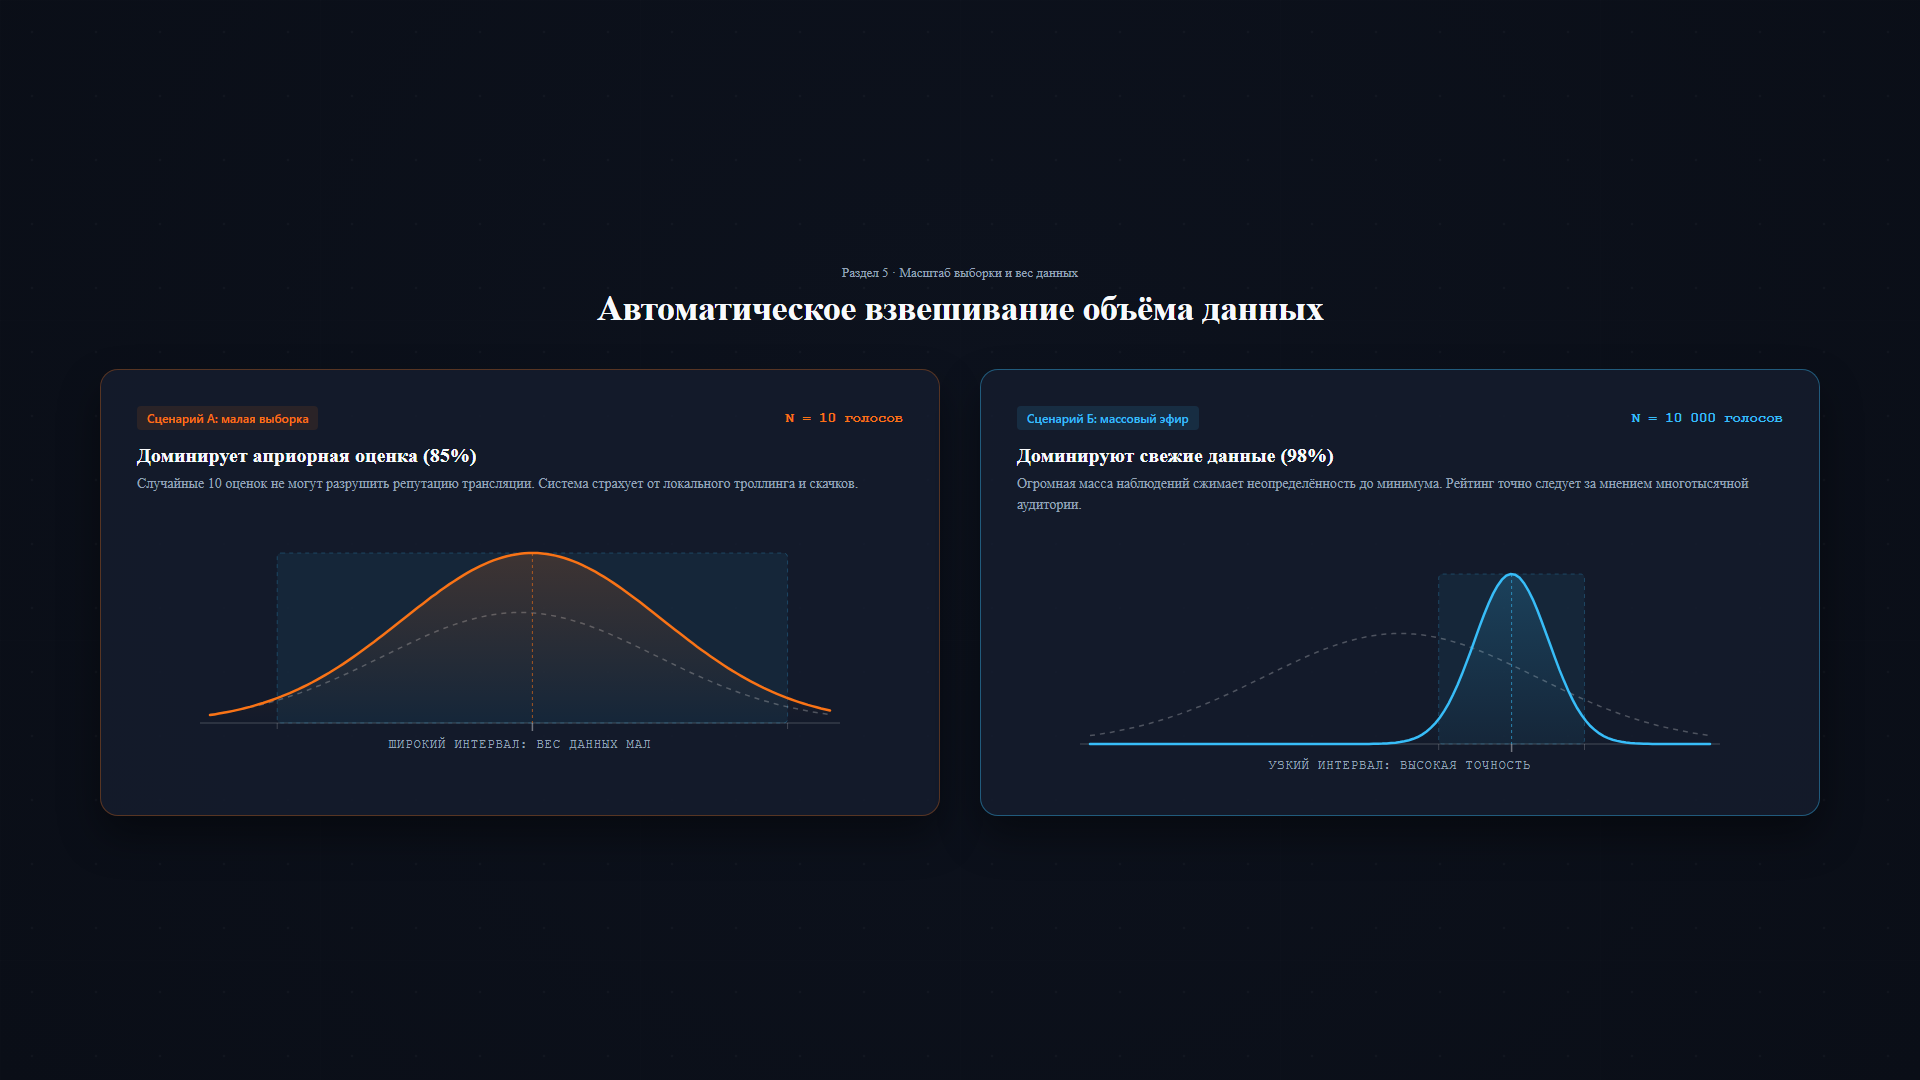 Раздел 5 · Масштаб выборки и вес данных
Автоматическое взвешивание объёма данных
Сценарий А: малая выборка
N = 10 голосов
Доминирует априорная оценка (85%)
Случайные 10 оценок не могут разрушить репутацию трансляции. Система страхует от локального троллинга и скачков.
ШИРОКИЙ ИНТЕРВАЛ: ВЕС ДАННЫХ МАЛ
Сценарий Б: массовый эфир
N = 10 000 голосов
Доминируют свежие данные (98%)
Огромная масса наблюдений сжимает неопределённость до минимума. Рейтинг точно следует за мнением многотысячной
аудитории.
УЗКИЙ ИНТЕРВАЛ: ВЫСОКАЯ ТОЧНОСТЬ